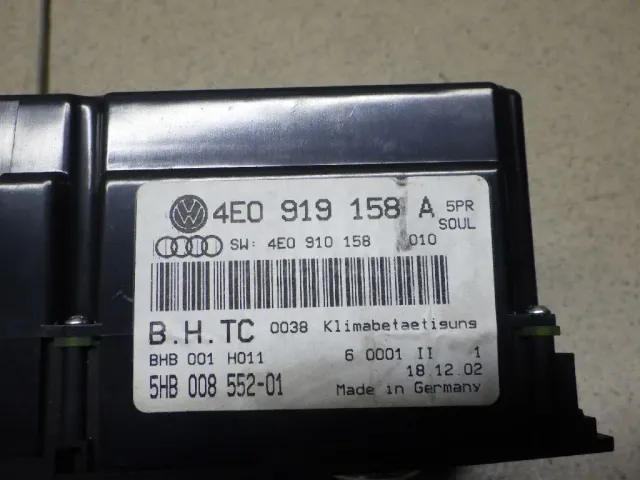 4E0 919 158 A 5PR
SOUL
SW: 4E0 910 158 010
B.H.TC 0038 Klimabetaetigung
BHB 001 H011 6 0001 II 1
18.12.02
5HB 008 552-01 Made in Germany